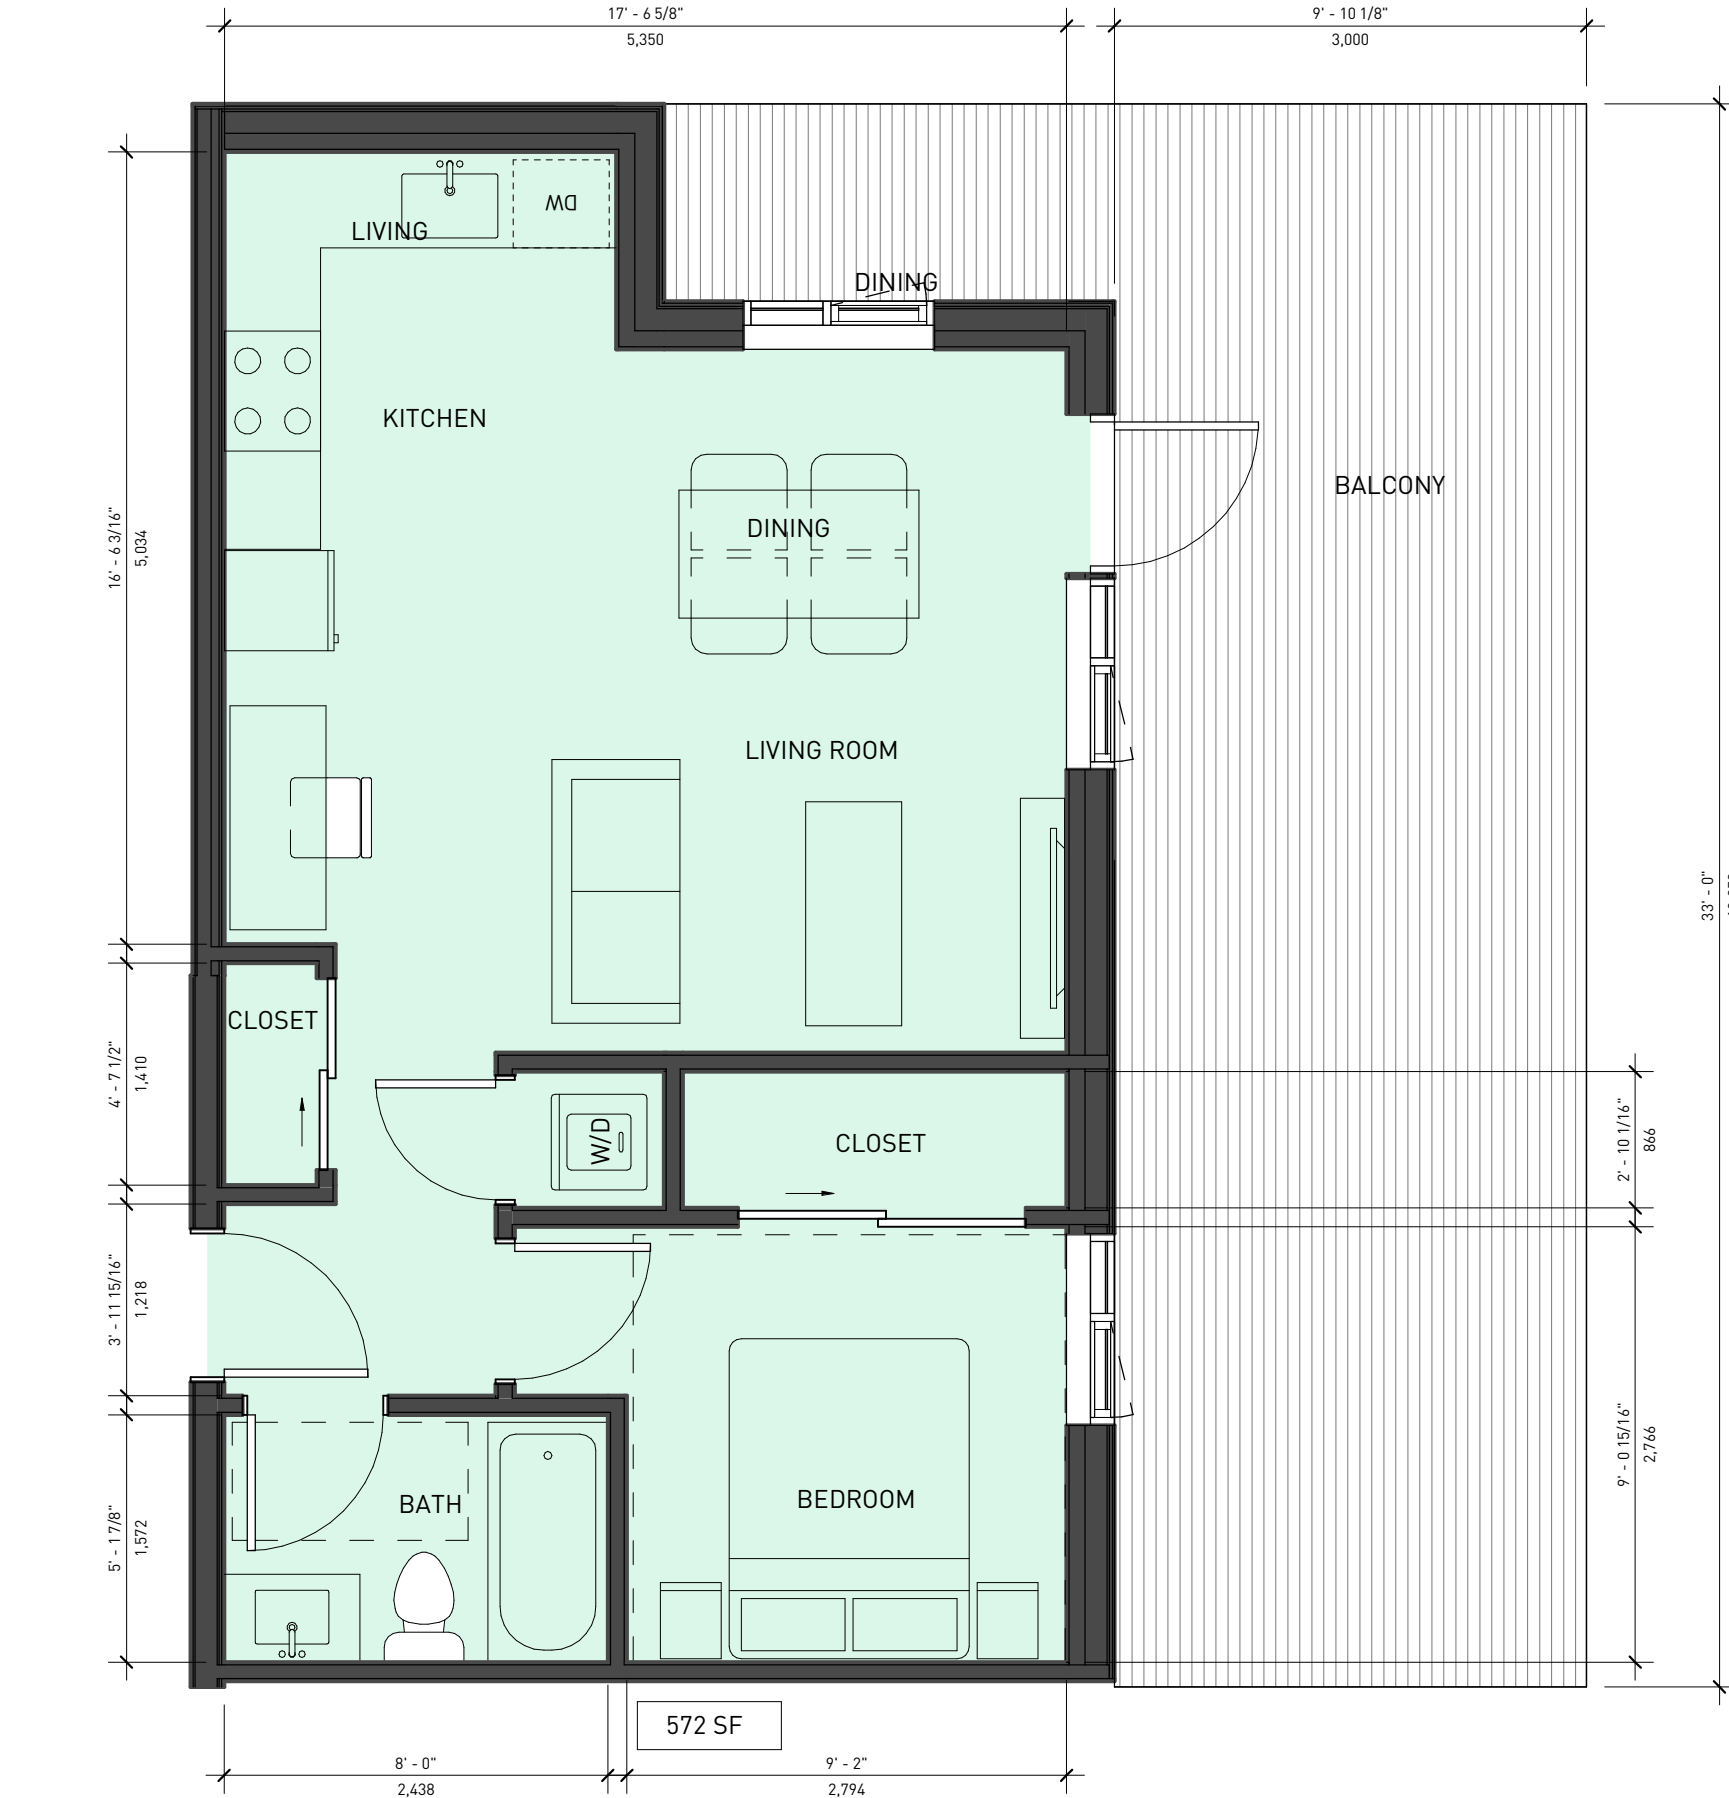 17' - 6 5/8"
5,350
9' - 10 1/8"
3,000
DW
LIVING
DINING
KITCHEN
BALCONY
DINING
16' - 6 3/16"
5,034
LIVING ROOM
33' - 0"
CLOSET
4' - 7 1/2"
1,410
W/D
CLOSET
2' - 10 1/16"
866
3' - 11 15/16"
1,218
9' - 0 15/16"
2,766
BATH
BEDROOM
5' - 1 7/8"
1,572
572 SF
8' - 0"
2,438
9' - 2"
2,794